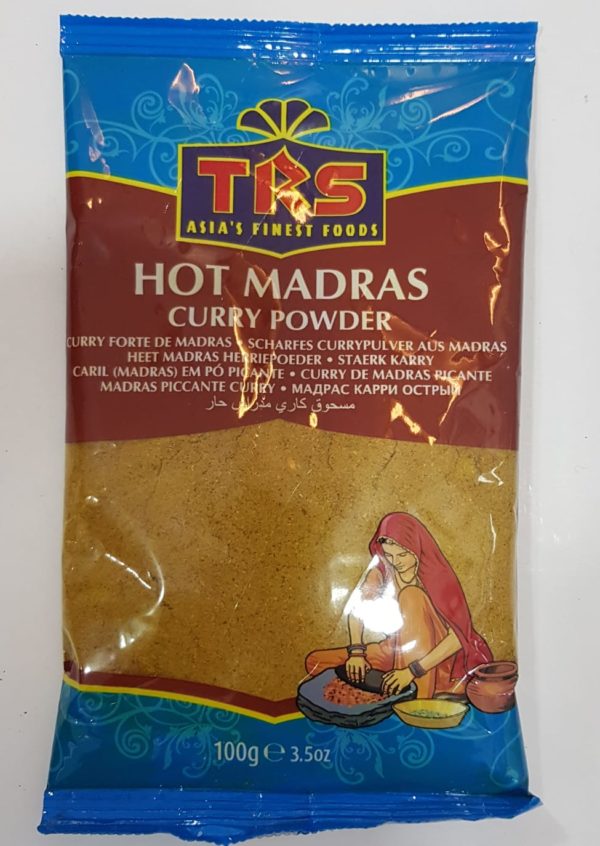 TRS
ASIA'S FINEST FOODS
HOT MADRAS
CURRY POWDER
CURRY FORTE DE MADRAS • SCHARFES CURRYPULVER AUS MADRAS
HEET MADRAS HERRIEPOEDER • STAERK KARRY
CARIL (MADRAS) EM PÓ PICANTE • CURRY DE MADRAS PICANTE
MADRAS PICCANTE CURRY • МАДРАС КАРРИ ОСТРЫЙ
مسحوق كاري مدراس حار
100g ℮ 3.5oz